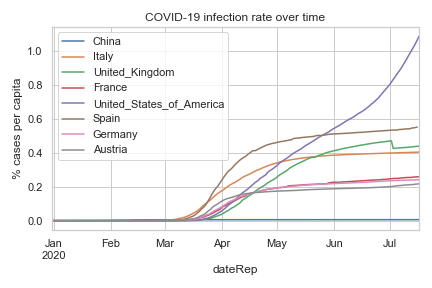 COVID-19 infection rate over time
% cases per capita
1.0
0.8
0.6
0.4
0.2
0.0
China
Italy
United_Kingdom
France
United_States_of_America
Spain
Germany
Austria
Jan Feb Mar Apr May Jun Jul
2020
dateRep